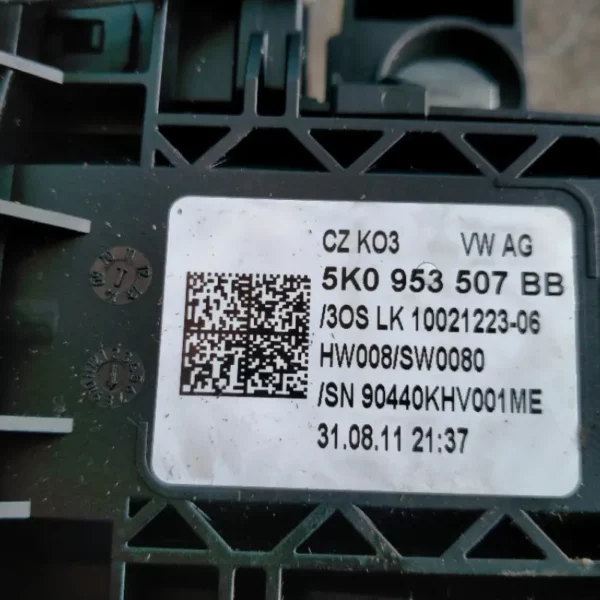 CZ KO3 VW AG
5K0 953 507 BB
/3OS LK 10021223-06
HW008/SW0080
/SN 90440KHV001ME
31.08.11 21:37